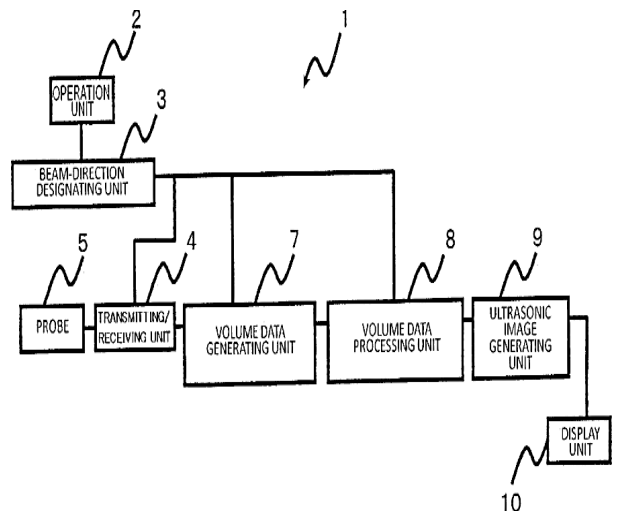 1
2
OPERATION
UNIT
3
BEAM-DIRECTION
DESIGNATING UNIT
5
PROBE
4
TRANSMITTING/
RECEIVING UNIT
7
VOLUME DATA
GENERATING UNIT
8
VOLUME DATA
PROCESSING UNIT
9
ULTRASONIC
IMAGE
GENERATING
UNIT
DISPLAY
UNIT
10